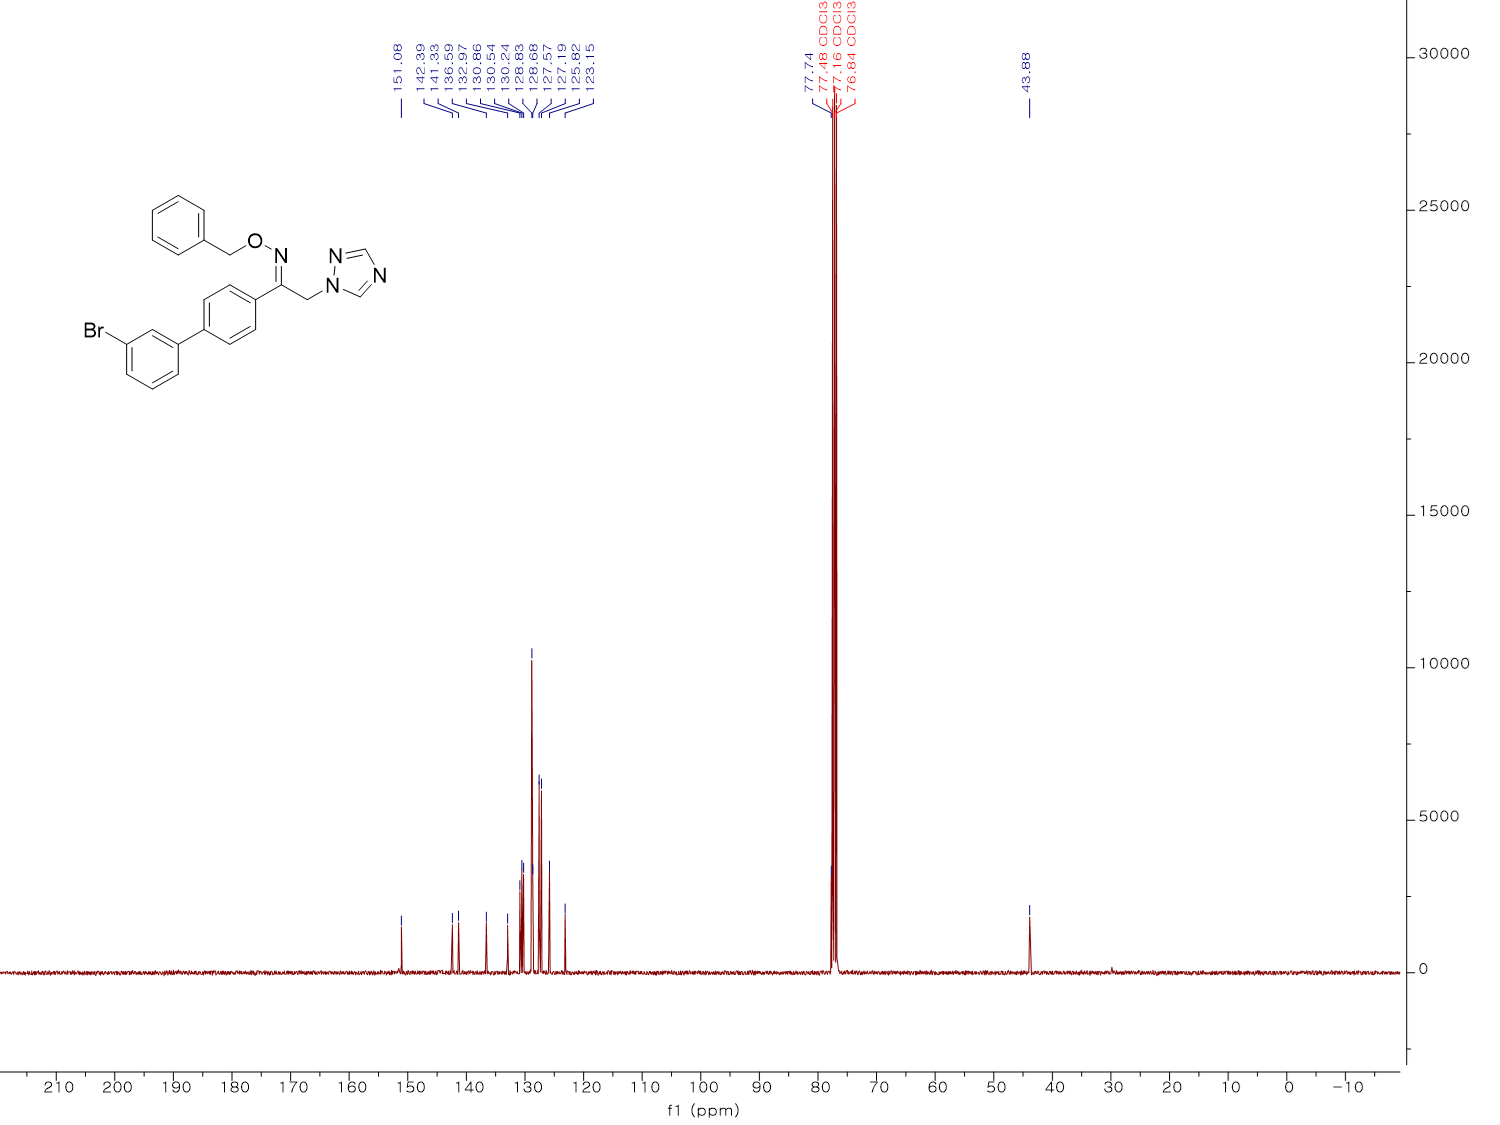 151.08
142.39
141.33
136.59
132.97
130.86
130.54
130.24
128.83
128.68
127.57
127.19
125.82
123.15
77.74
77.48 CDCl3
77.16 CDCl3
76.84 CDCl3
43.88
O
N
N
N
N
Br
30000
25000
20000
15000
10000
5000
0
210 200 190 180 170 160 150 140 130 120 110 100 90 80 70 60 50 40 30 20 10 0 -10
f1 (ppm)